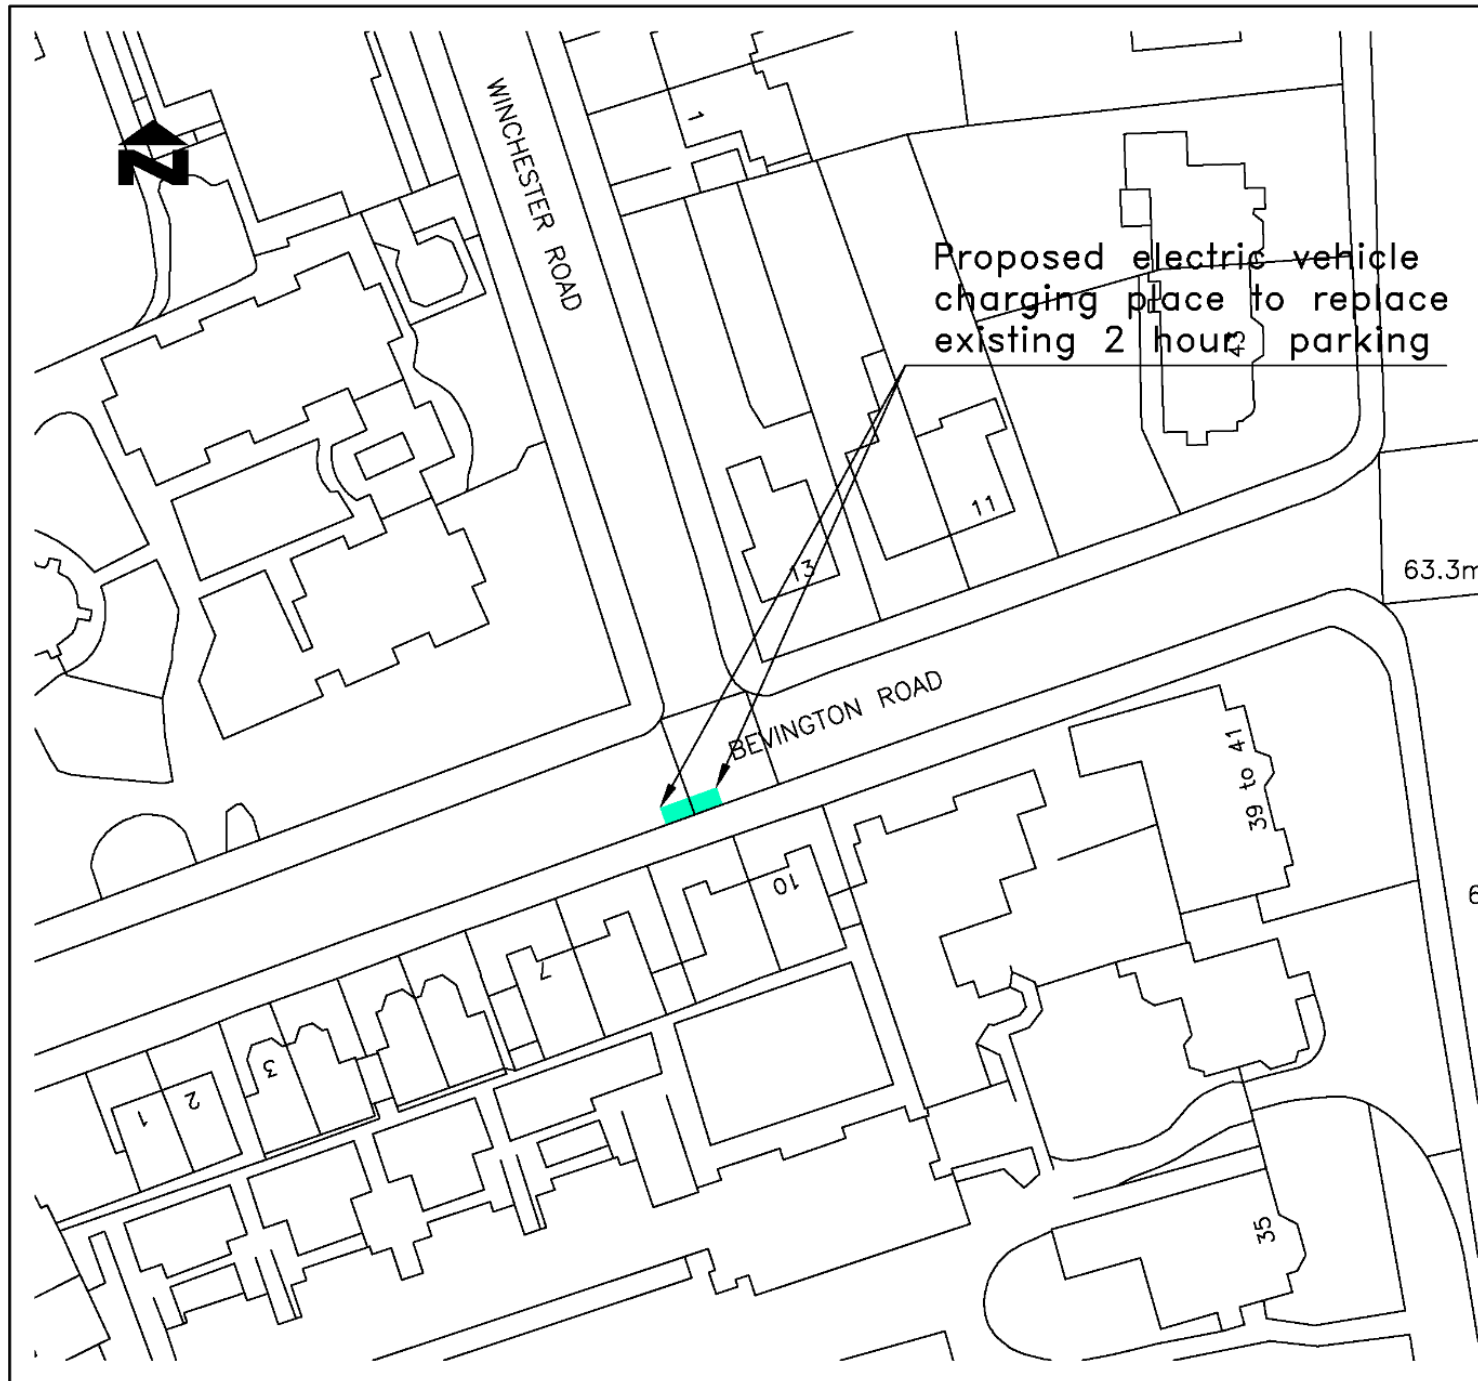 N
WINCHESTER ROAD
1
Proposed electric vehicle
charging place to replace
existing 2 hour parking
43
11
13
63.3m
BEVINGTON ROAD
39 to 41
10
7
3
2
1
35